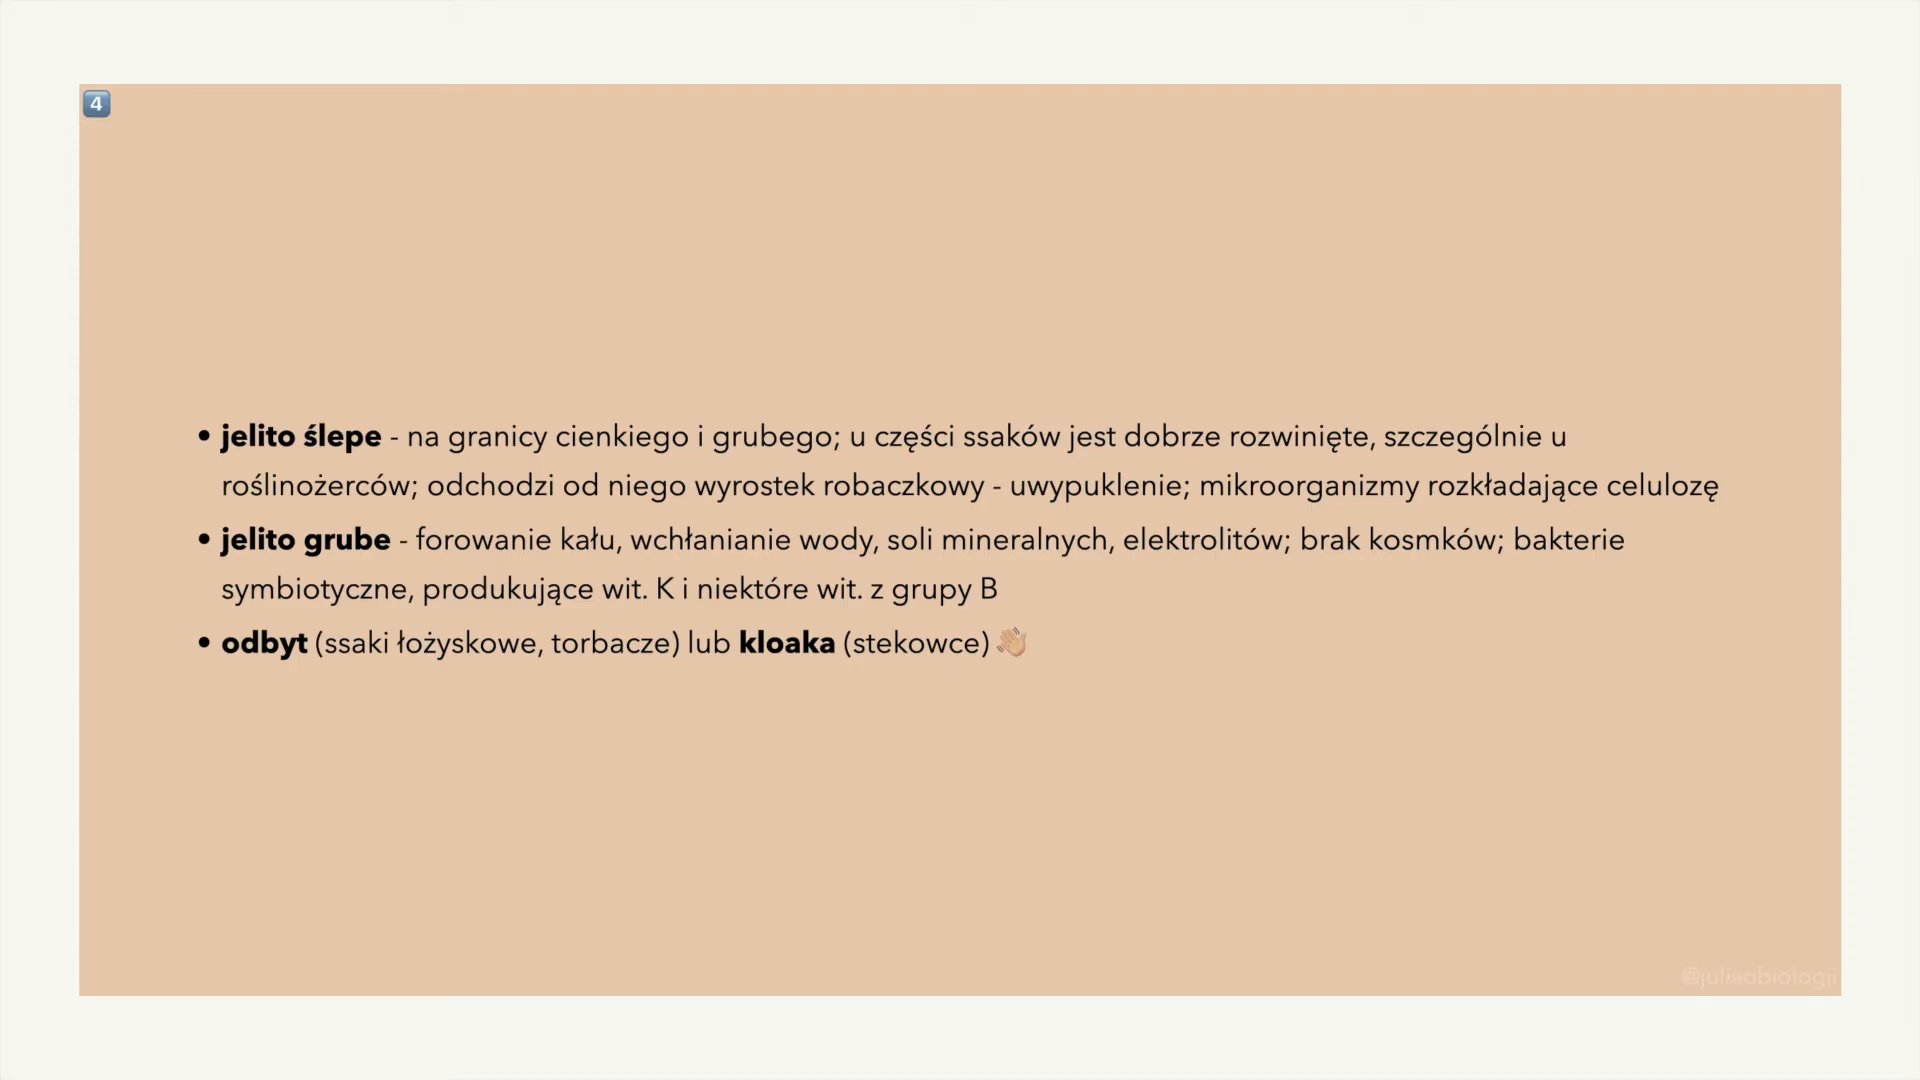 4
• jelito ślepe - na granicy cienkiego i grubego; u części ssaków jest dobrze rozwinięte, szczególnie u
roślinożerców; odchodzi od niego wyrostek robaczkowy - uwypuklenie; mikroorganizmy rozkładające celulozę
• jelito grube - forowanie kału, wchłanianie wody, soli mineralnych, elektrolitów; brak kosmków; bakterie
symbiotyczne, produkujące wit. K i niektóre wit. z grupy B
• odbyt (ssaki łożyskowe, torbacze) lub kloaka (stekowce) 👋🏼
@juliaobiologii